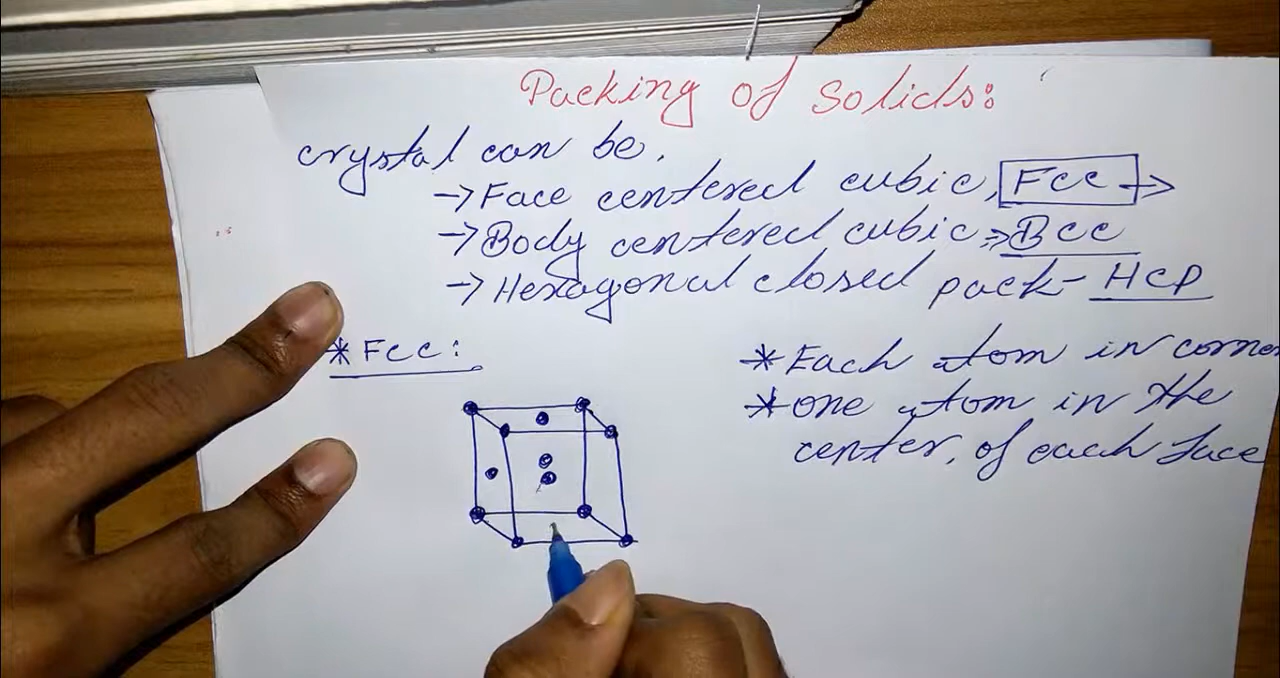 Packing of Solids:
crystal can be.
→ Face centered cubic, FCC →
→ Body centered cubic ⇒ BCC
→ Hexagonal closed pack - HCP
* FCC:
* Each atom in corne
* one atom in the
center, of each face